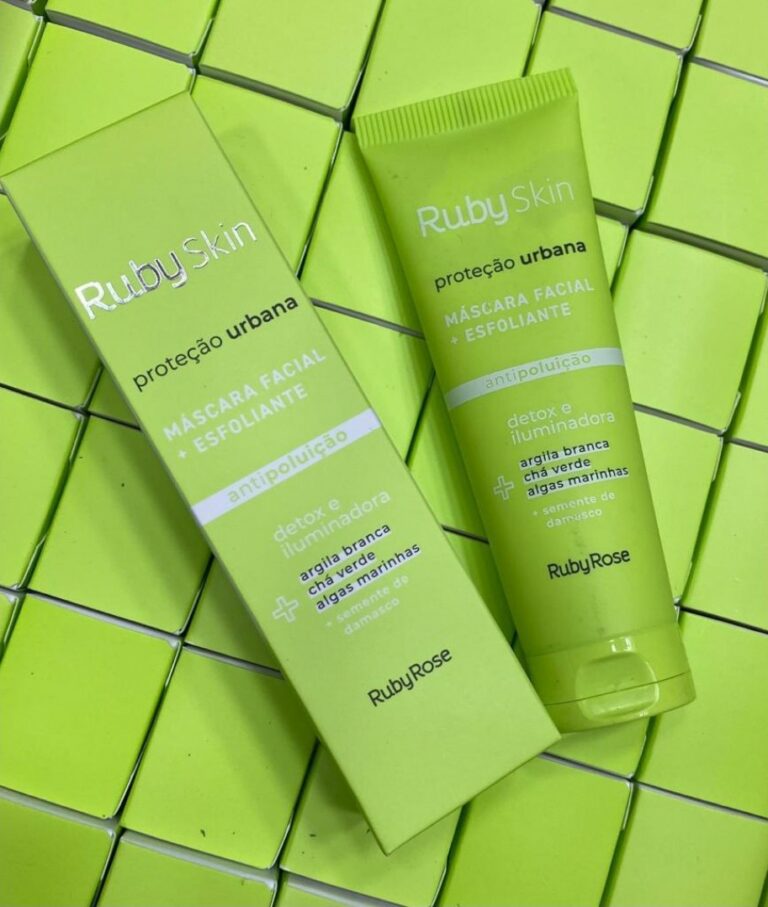 Ruby Skin
proteção urbana
MÁSCARA FACIAL
+ ESFOLIANTE
antipoluição
detox e
iluminadora
argila branca
chá verde
algas marinhas
+ semente de
damasco
RubyRose
Ruby Skin
proteção urbana
MÁSCARA FACIAL
+ ESFOLIANTE
antipoluição
detox e
iluminadora
argila branca
chá verde
algas marinhas
+ semente de
damasco
RubyRose